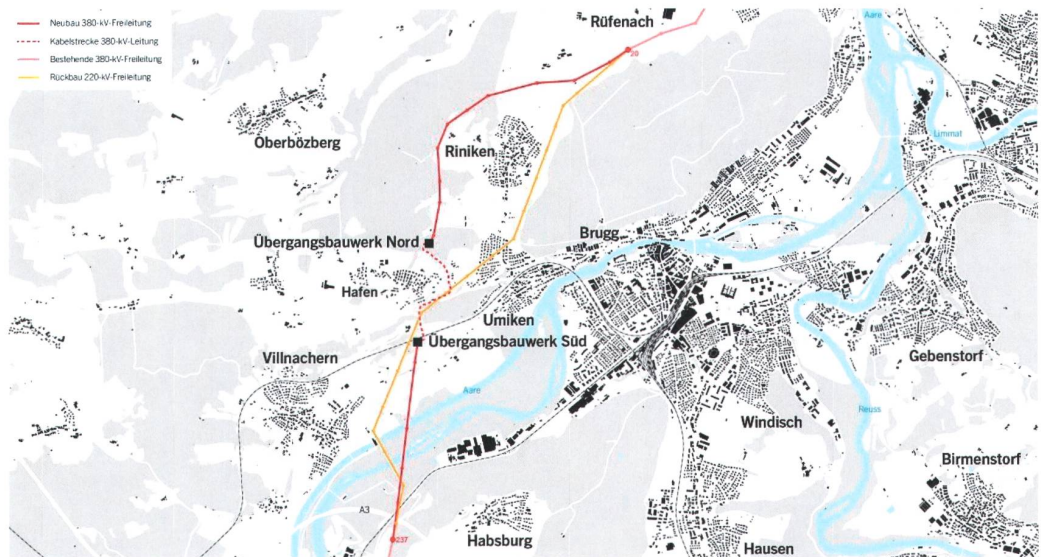 Neubau 380-kV-Freileitung
Kabelstrecke 380-kV-Leitung
Bestehende 380-kV-Freileitung
Rückbau 220-kV-Freileitung
Rüfenach
Aare
20
Oberbözberg
Riniken
Limmat
Übergangsbauwerk Nord
Brugg
Hafen
Umiken
Übergangsbauwerk Süd
Villnachern
Gebenstorf
Aare
Reuss
Windisch
Birmenstorf
A3
237
Habsburg
Hausen